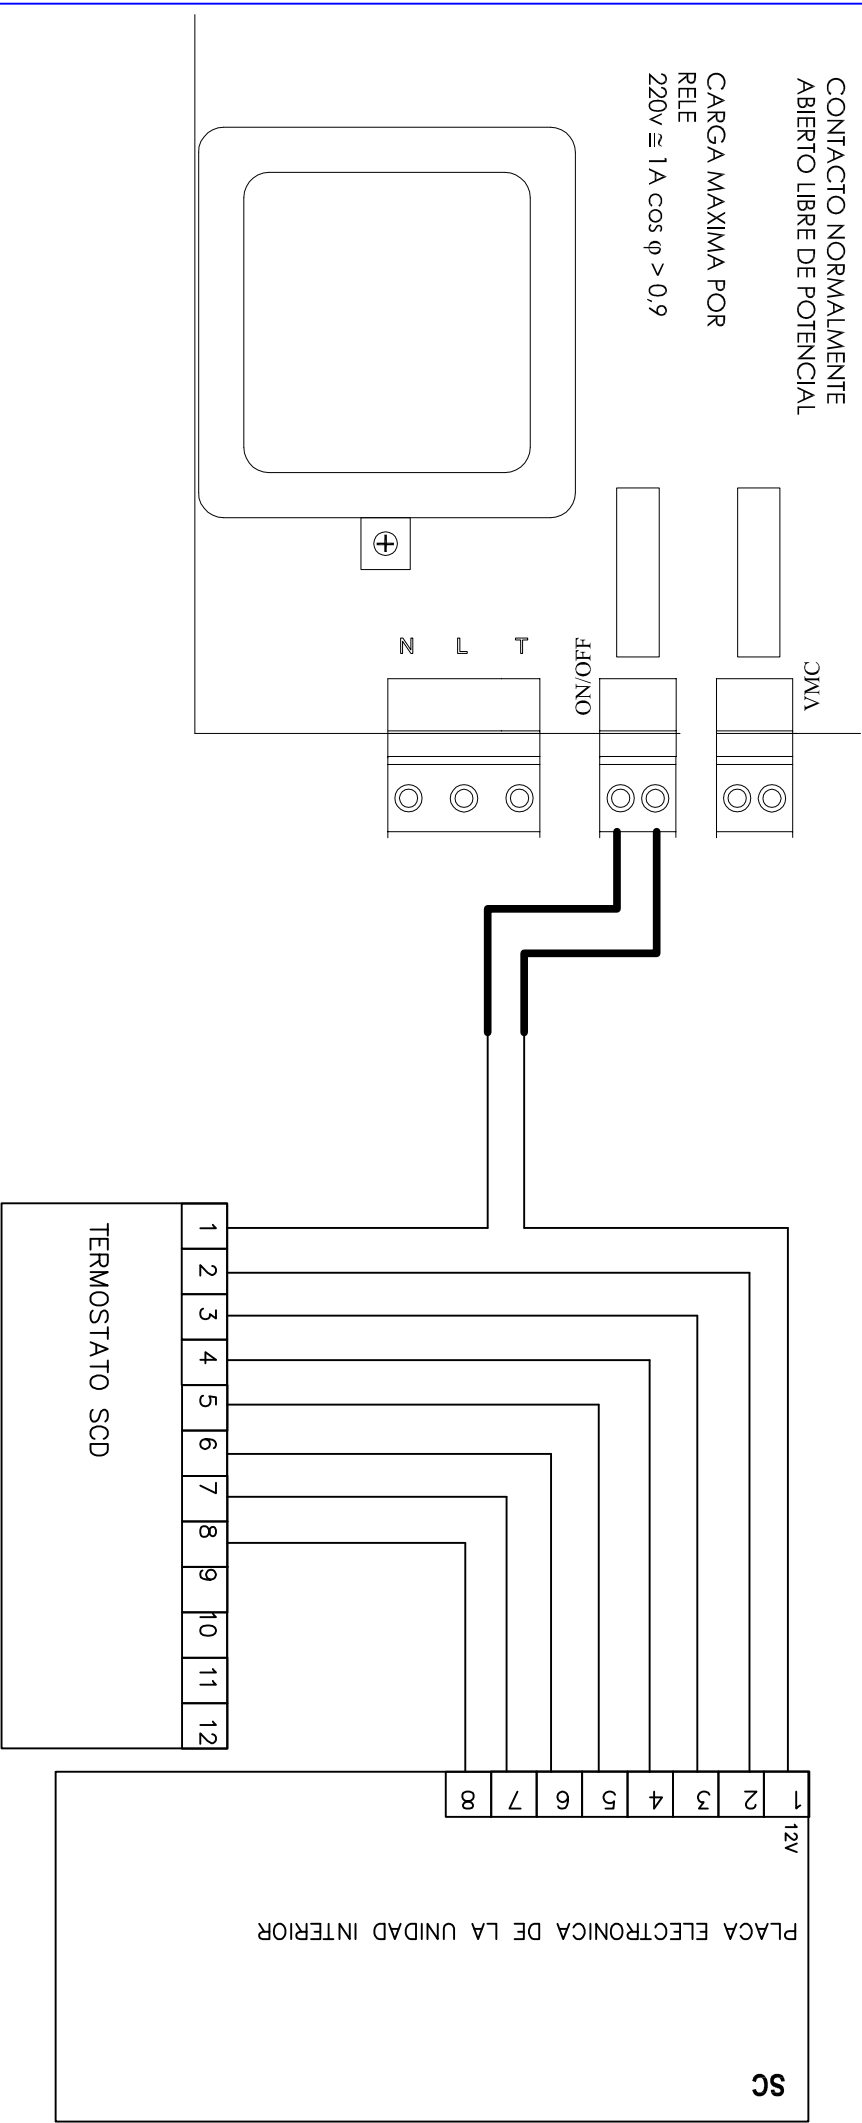 CONTACTO NORMALMENTE
ABIERTO LIBRE DE POTENCIAL
CARGA MAXIMA POR
RELE
220v ≅ 1A cos φ > 0,9
VMC
ON/OFF
T
L
N
TERMOSTATO SCD
1
2
3
4
5
6
7
8
9
10
11
12
1
2
3
4
5
6
7
8
12V
PLACA ELECTRONICA DE LA UNIDAD INTERIOR
SC